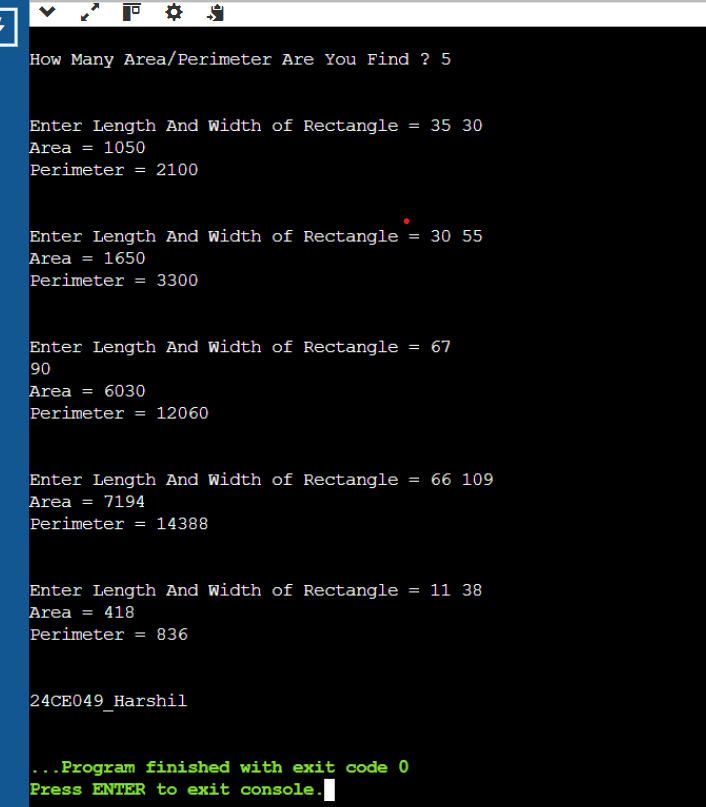 How Many Area/Perimeter Are You Find ? 5
Enter Length And Width of Rectangle = 35 30
Area = 1050
Perimeter = 2100
Enter Length And Width of Rectangle = 30 55
Area = 1650
Perimeter = 3300
Enter Length And Width of Rectangle = 67
90
Area = 6030
Perimeter = 12060
Enter Length And Width of Rectangle = 66 109
Area = 7194
Perimeter = 14388
Enter Length And Width of Rectangle = 11 38
Area = 418
Perimeter = 836
24CE049_Harshil
...Program finished with exit code 0
Press ENTER to exit console.